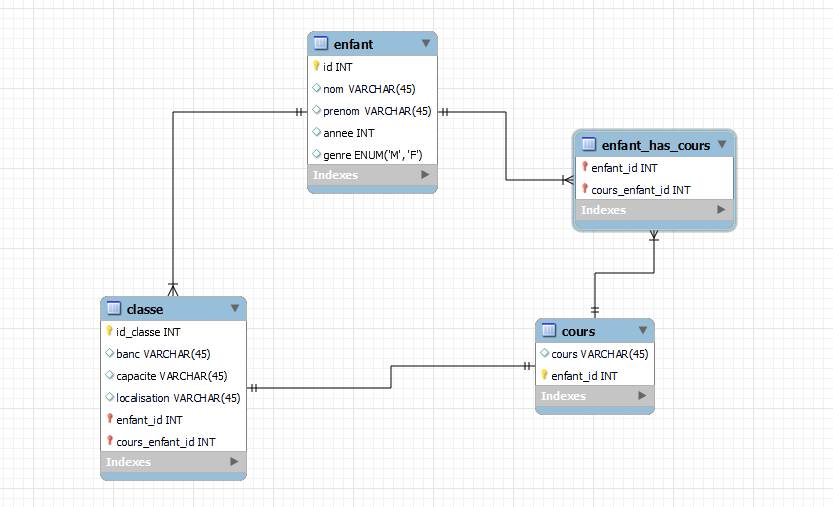 enfant
id INT
nom VARCHAR(45)
prenom VARCHAR(45)
annee INT
genre ENUM('M', 'F')
Indexes
enfant_has_cours
enfant_id INT
cours_enfant_id INT
Indexes
classe
id_classe INT
banc VARCHAR(45)
capacite VARCHAR(45)
localisation VARCHAR(45)
enfant_id INT
cours_enfant_id INT
Indexes
cours
cours VARCHAR(45)
enfant_id INT
Indexes